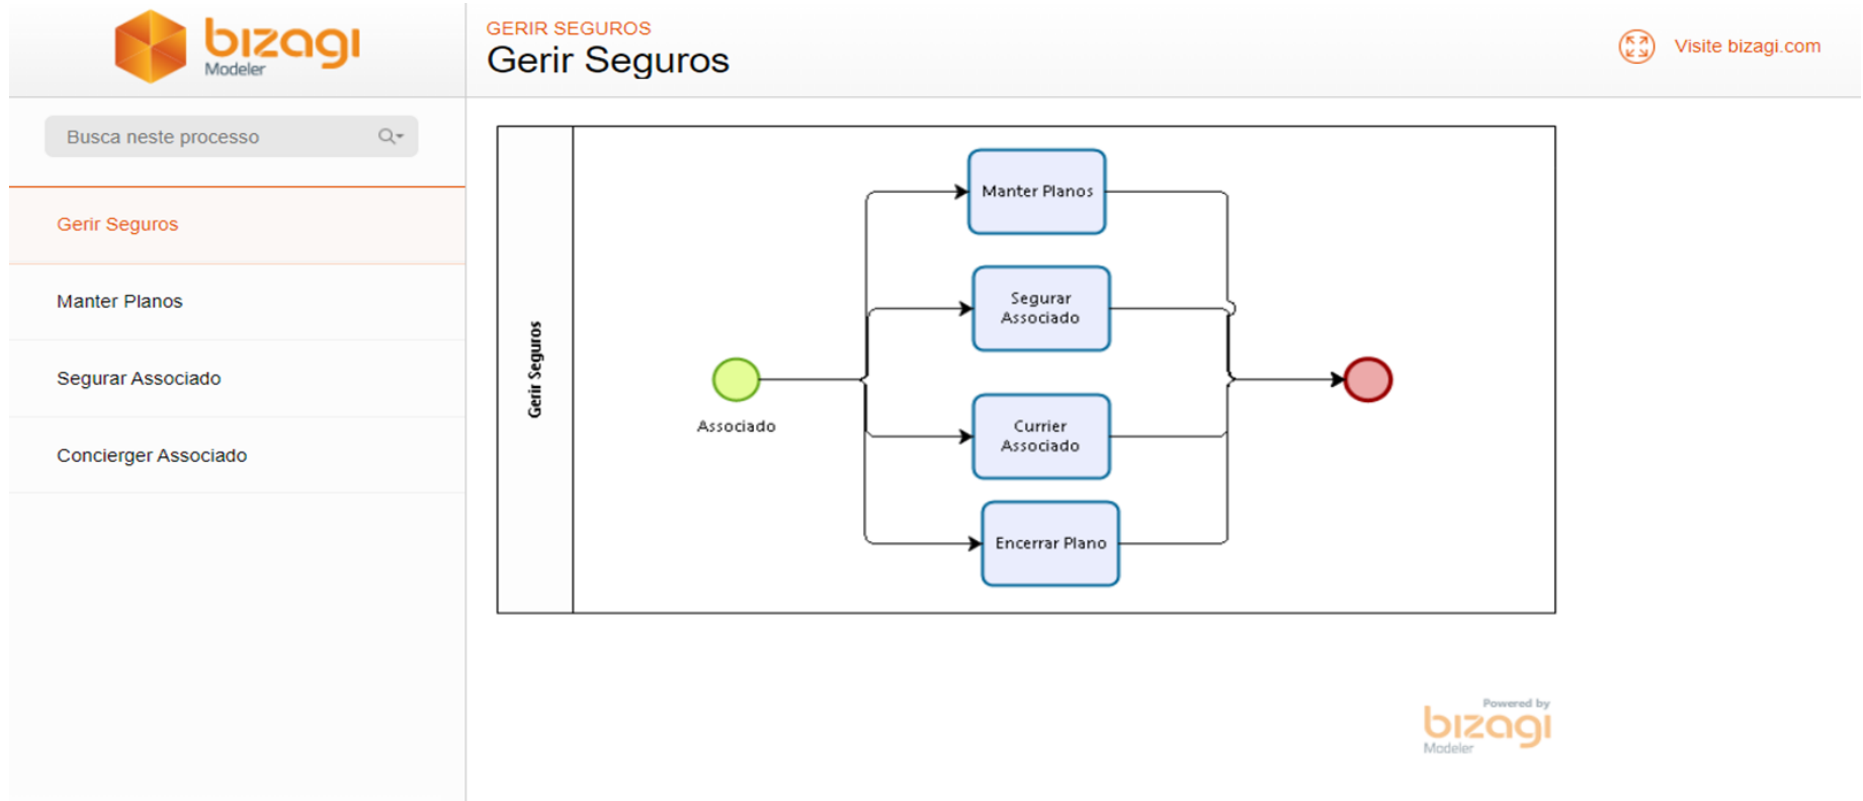 bizagi
Modeler
GERIR SEGUROS
Gerir Seguros
Visite bizagi.com
Busca neste processo
Gerir Seguros
Manter Planos
Segurar Associado
Concierger Associado
Gerir Seguros
Associado
Manter Planos
Segurar
Associado
Currier
Associado
Encerrar Plano
Powered by
bizagi
Modeler